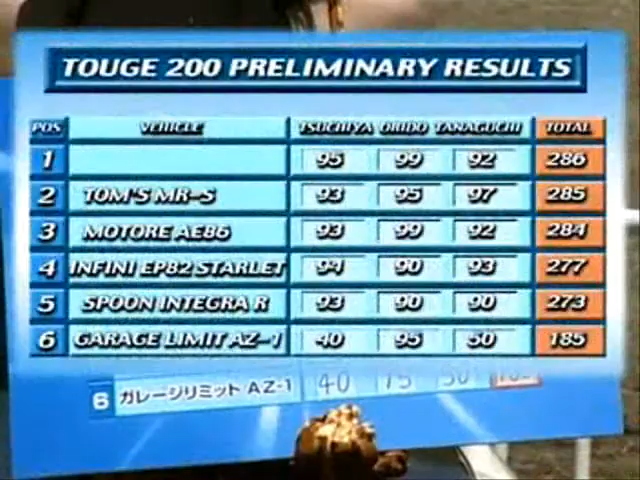 TOUGE 200 PRELIMINARY RESULTS
POS VEHICLE TSUCHIYA ORIDO TANAGUCHI TOTAL
1 95 99 92 286
2 TOM'S MR-S 93 95 97 285
3 MOTORE AE86 93 99 92 284
4 INFINI EP82 STARLET 94 90 93 277
5 SPOON INTEGRA R 93 90 90 273
6 GARAGE LIMIT AZ-1 40 95 50 185
6 ガレージリミット AZ-1 40 15 50